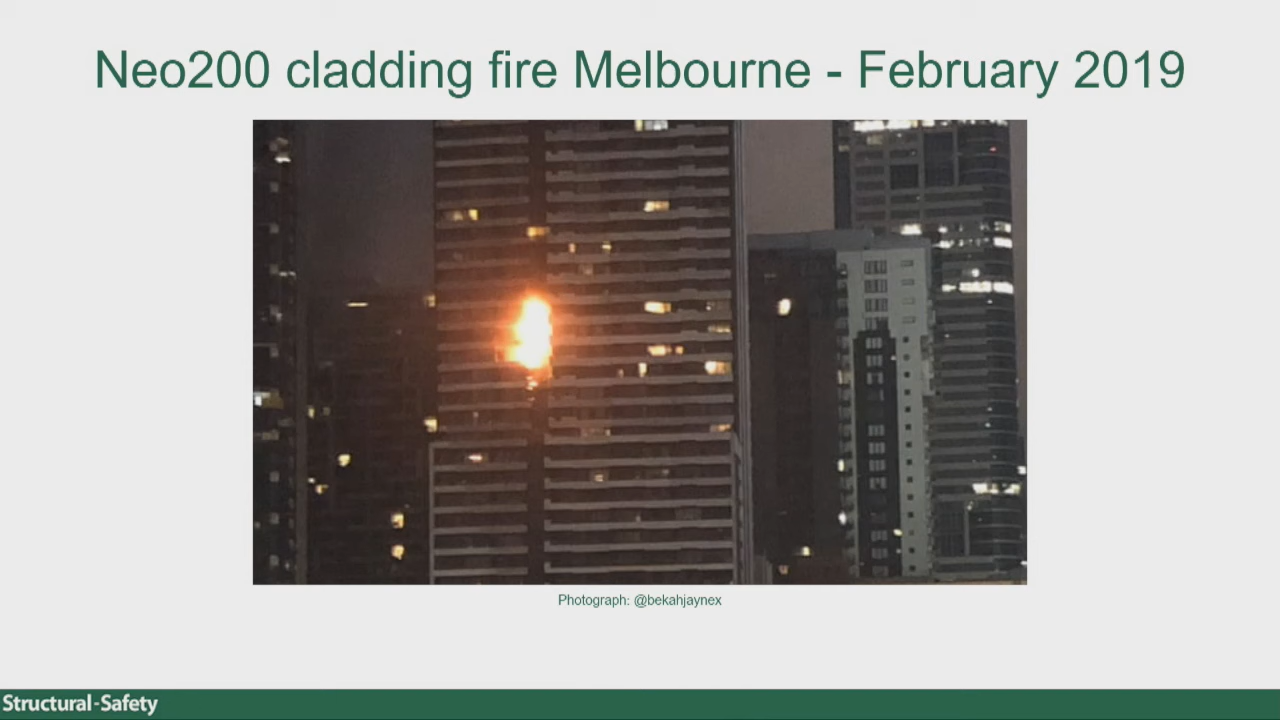 Neo200 cladding fire Melbourne - February 2019
Photograph: @bekahjaynex
Structural-Safety